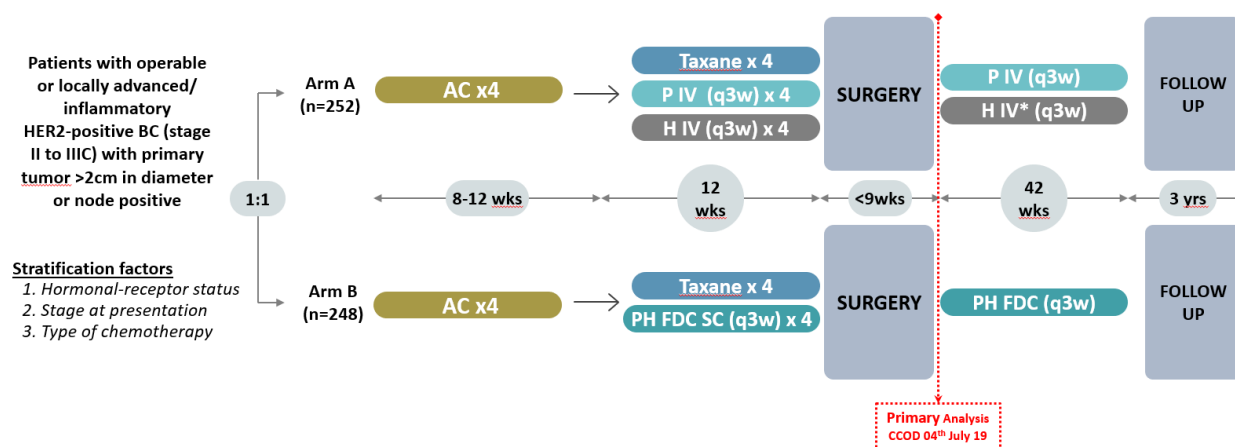 Patients with operable
or locally advanced/
inflammatory
HER2-positive BC (stage
II to IIIC) with primary
tumor >2cm in diameter
or node positive
Stratification factors
1. Hormonal-receptor status
2. Stage at presentation
3. Type of chemotherapy
1:1
Arm A
(n=252)
AC x4
Taxane x 4
P IV (q3w) x 4
H IV (q3w) x 4
SURGERY
P IV (q3w)
H IV* (q3w)
FOLLOW
UP
8-12 wks
12
wks
<9wks
42
wks
3 yrs
Arm B
(n=248)
AC x4
Taxane x 4
PH FDC SC (q3w) x 4
SURGERY
PH FDC (q3w)
FOLLOW
UP
Primary Analysis
CCOD 04th July 19